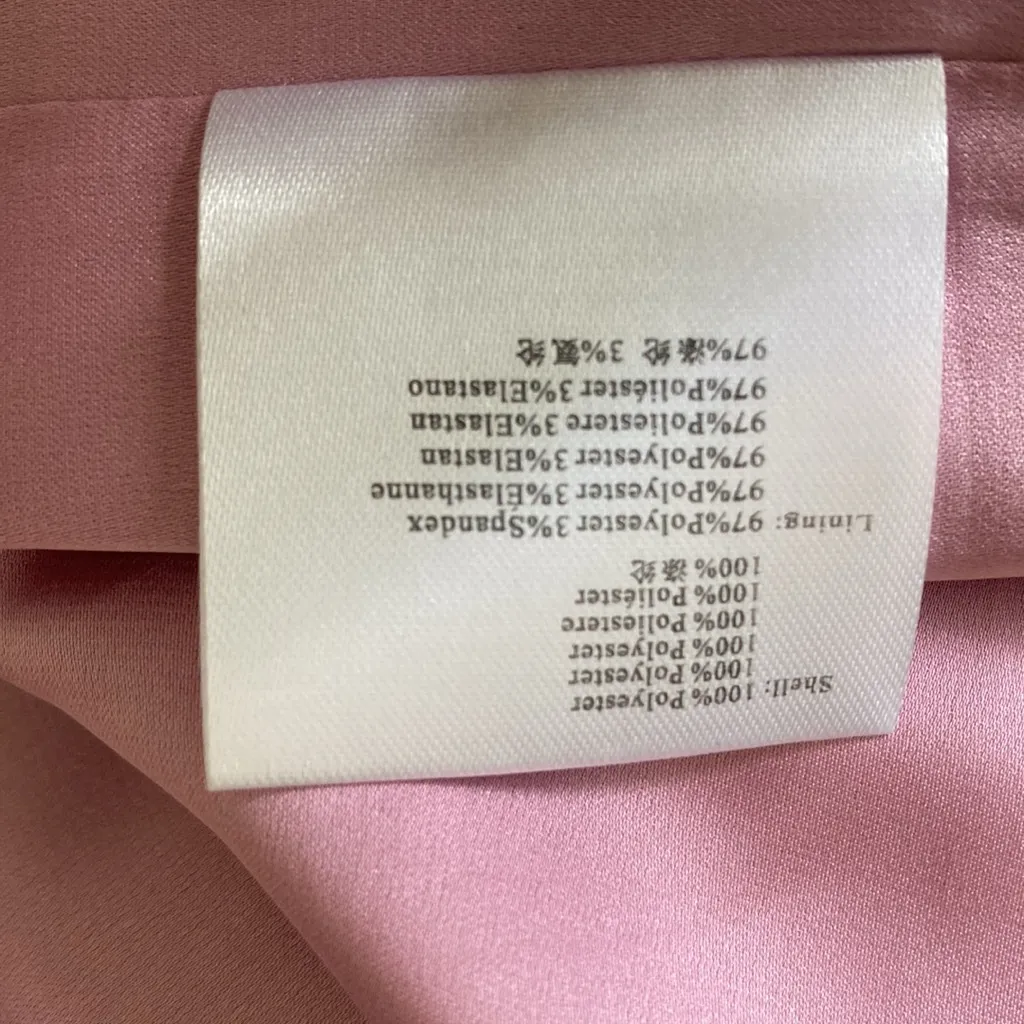 Shell: 100% Polyester
100% Polyester
100% Polyester
100% Poliestere
100% Poliéster
100% 涤纶
Lining: 97%Polyester 3%Spandex
97%Polyester 3%Élasthanne
97%Polyester 3%Elastan
97%Poliestere 3%Elastan
97%Poliéster 3%Elastano
97%涤纶 3%氨纶